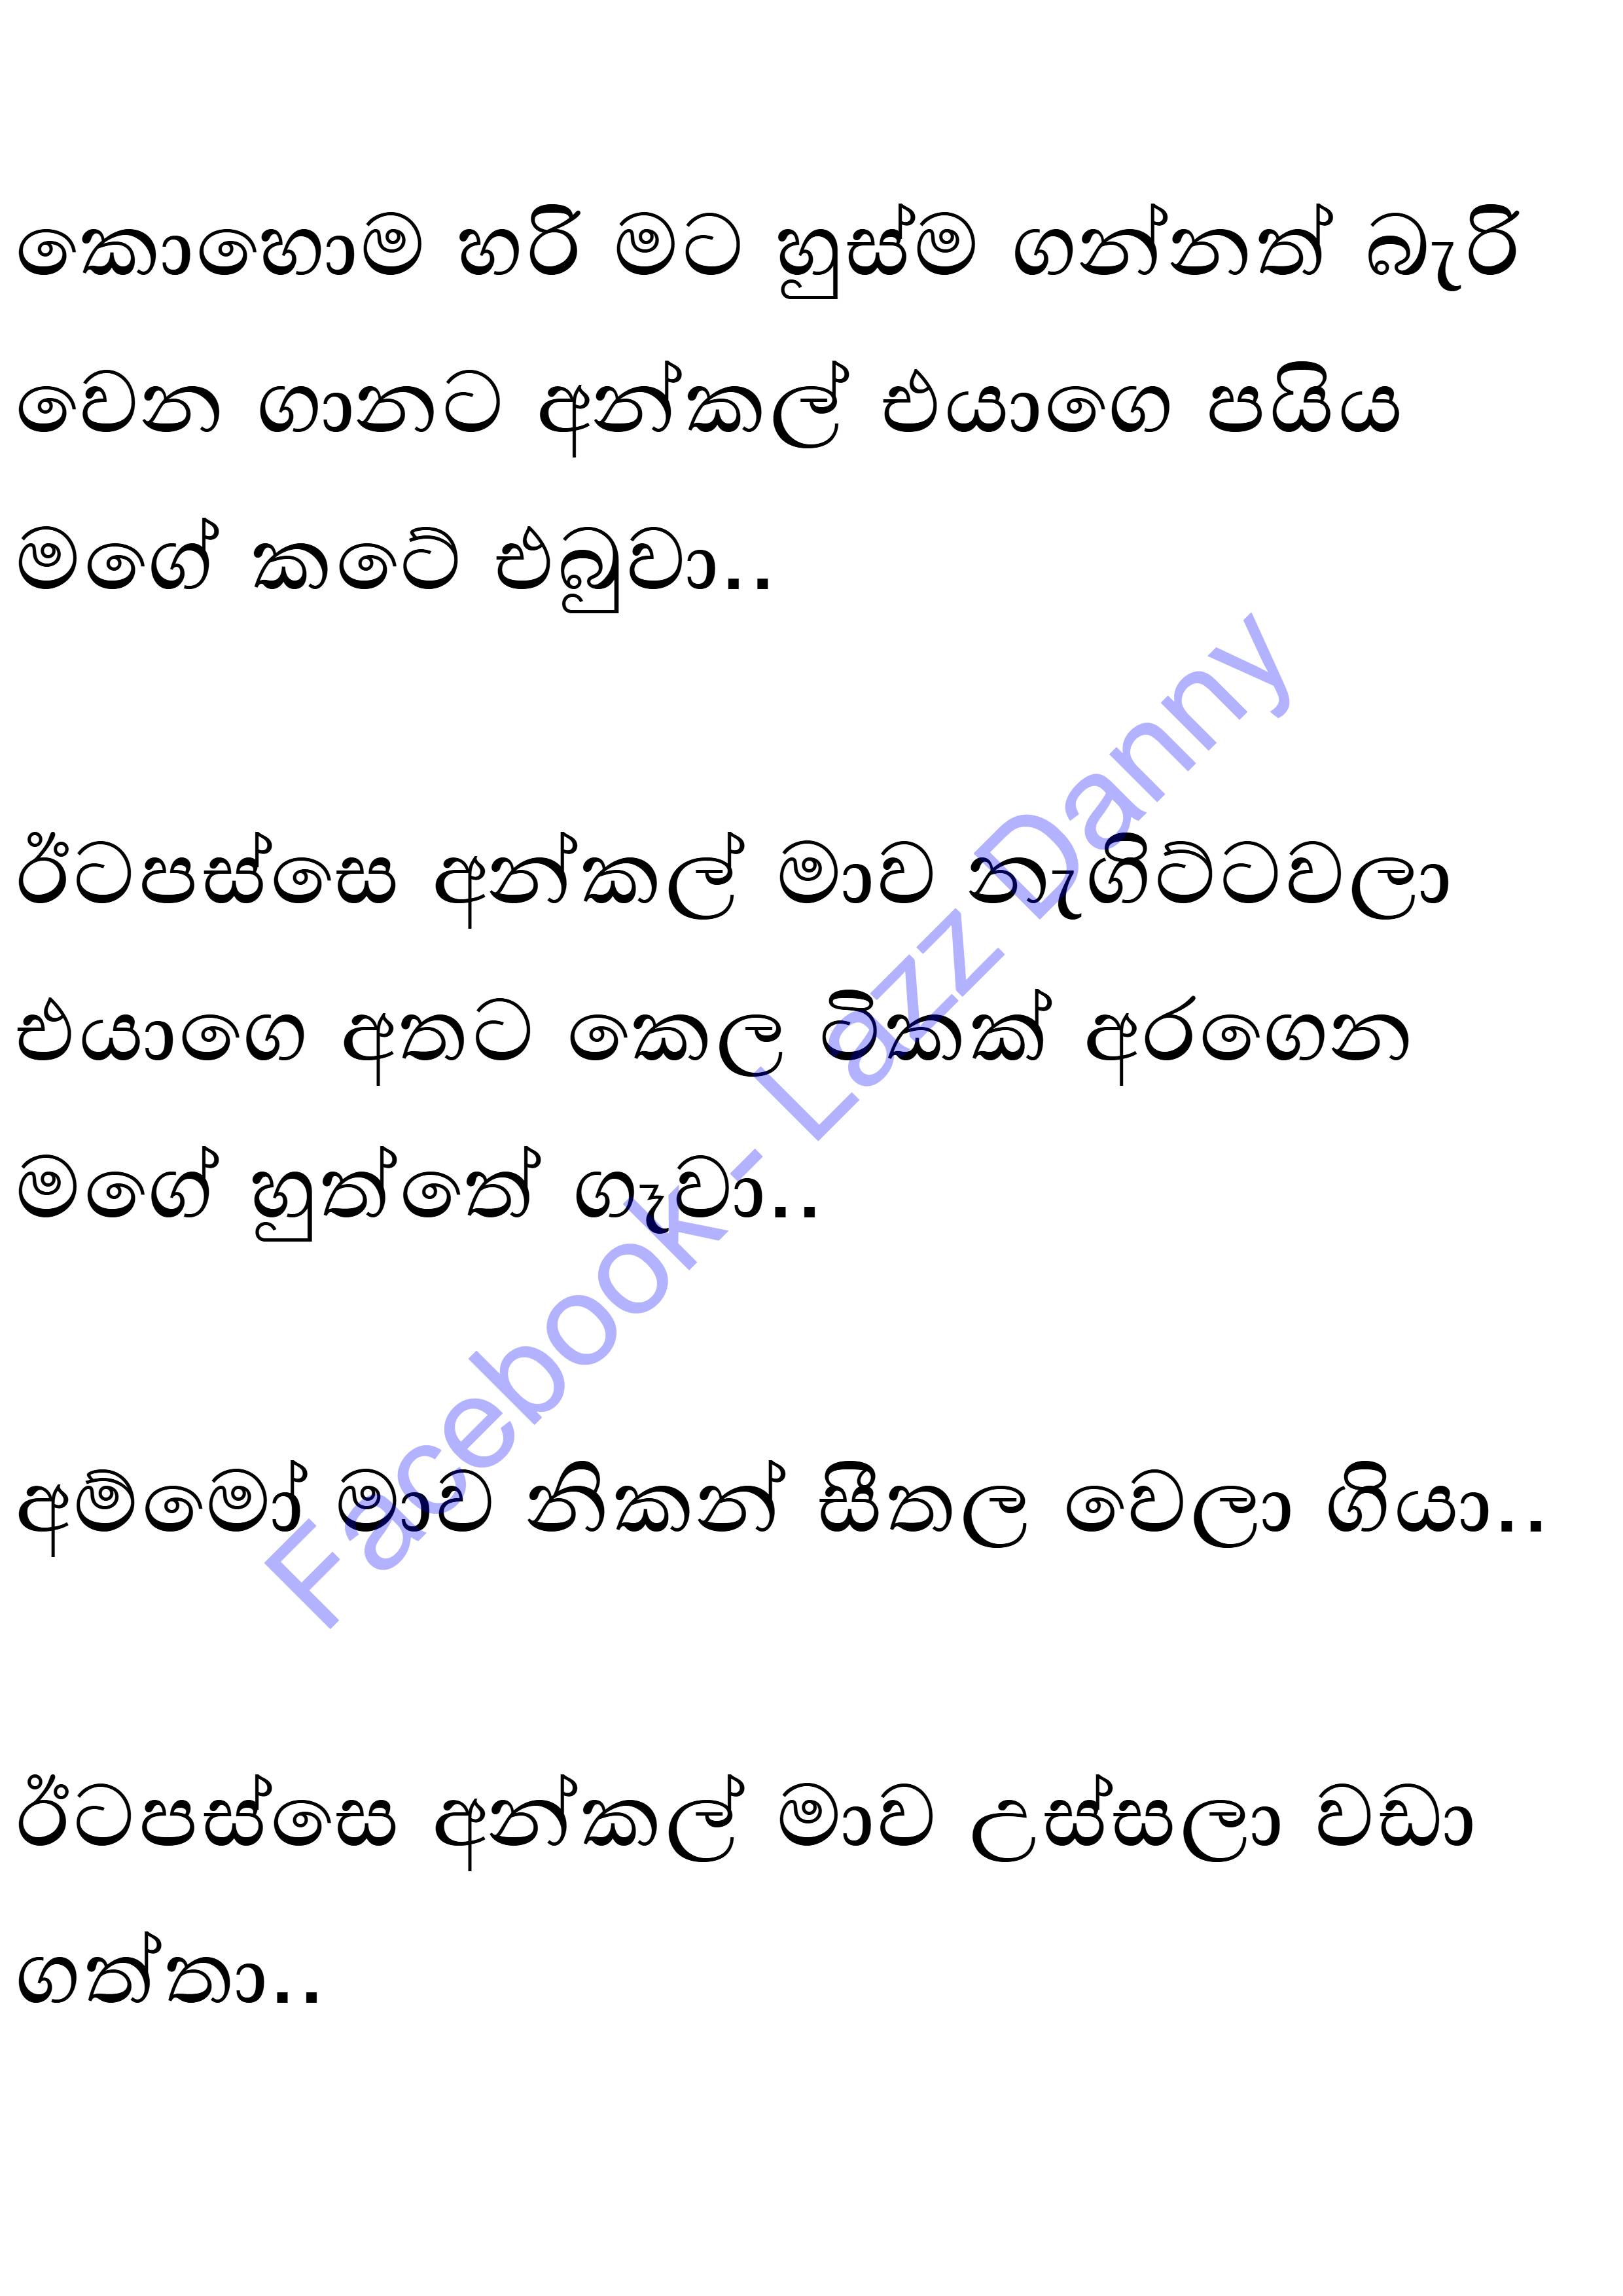 කොහොම හරි මට හුස්ම ගන්නත් බැරි
වෙන ගානට අන්කල් එයාගෙ පයිය
මගේ කටේ එබුවා..
ඊටපස්සෙ අන්කල් මාව නැගිට්ටවලා
එයාගෙ අතට කෙල ටිකක් අරගෙන
මගේ හුත්තේ ගෑවා..
අම්මෝ මාව නිකන් සීතල වෙලා ගියා..
ඊටපස්සෙ අන්කල් මාව උස්සලා වඩා
ගත්තා..
Facebook- Lazz Danny